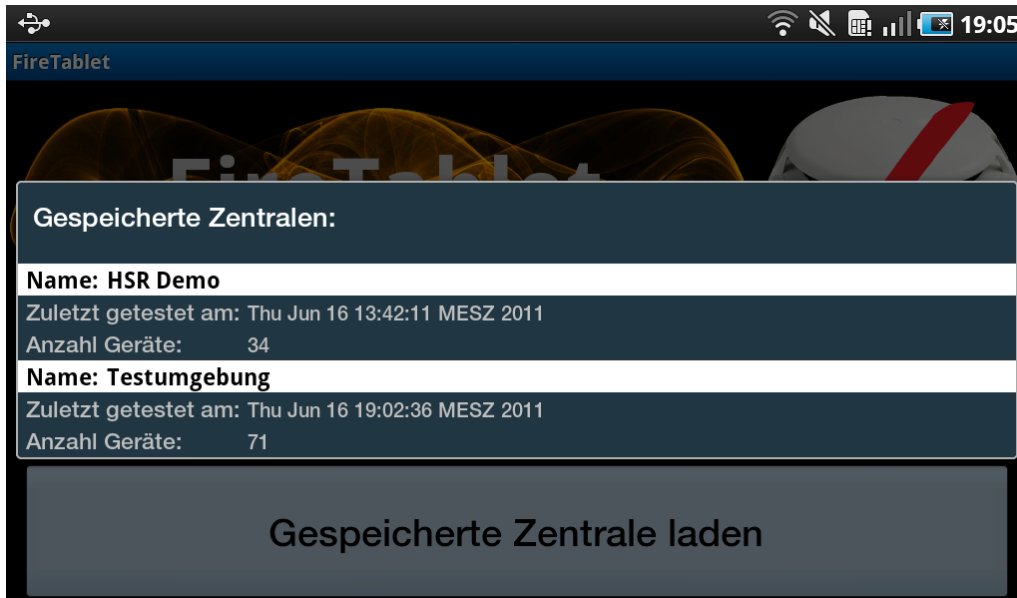 19:05
FireTablet
FireTablet
Gespeicherte Zentralen:
Name: HSR Demo
Zuletzt getestet am: Thu Jun 16 13:42:11 MESZ 2011
Anzahl Geräte: 34
Name: Testumgebung
Zuletzt getestet am: Thu Jun 16 19:02:36 MESZ 2011
Anzahl Geräte: 71
Gespeicherte Zentrale laden